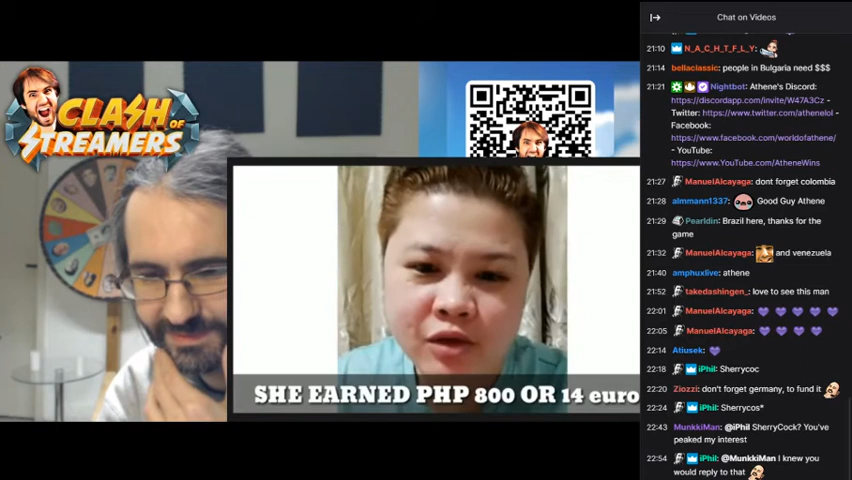 CLASH
OF
STREAMERS
SHE EARNED PHP 800 OR 14 euro
Chat on Videos
21:10 N_A_C_H_T_F_L_Y:
21:14 bellaclassic: people in Bulgaria need $$$
21:21 Nightbot: Athene's Discord:
https://discordapp.com/invite/W47A3Cz -
Twitter: https://www.twitter.com/athenelol -
Facebook:
https://www.facebook.com/worldofathene/
- YouTube:
https://www.YouTube.com/AtheneWins
21:27 ManuelAlcayaga: dont forget colombia
21:28 almmann1337: Good Guy Athene
21:29 Pearldin: Brazil here, thanks for the
game
21:32 ManuelAlcayaga: and venezuela
21:40 amphuxlive: athene
21:52 takedashingen_: love to see this man
22:01 ManuelAlcayaga:
22:05 ManuelAlcayaga:
22:14 Atiusek:
22:18 iPhil: Sherrycoc
22:20 Ziozzi: don't forget germany, to fund it
22:24 iPhil: Sherrycos*
22:43 MunkkiMan: @iPhil SherryCock? You've
peaked my interest
22:54 iPhil: @MunkkiMan I knew you
would reply to that